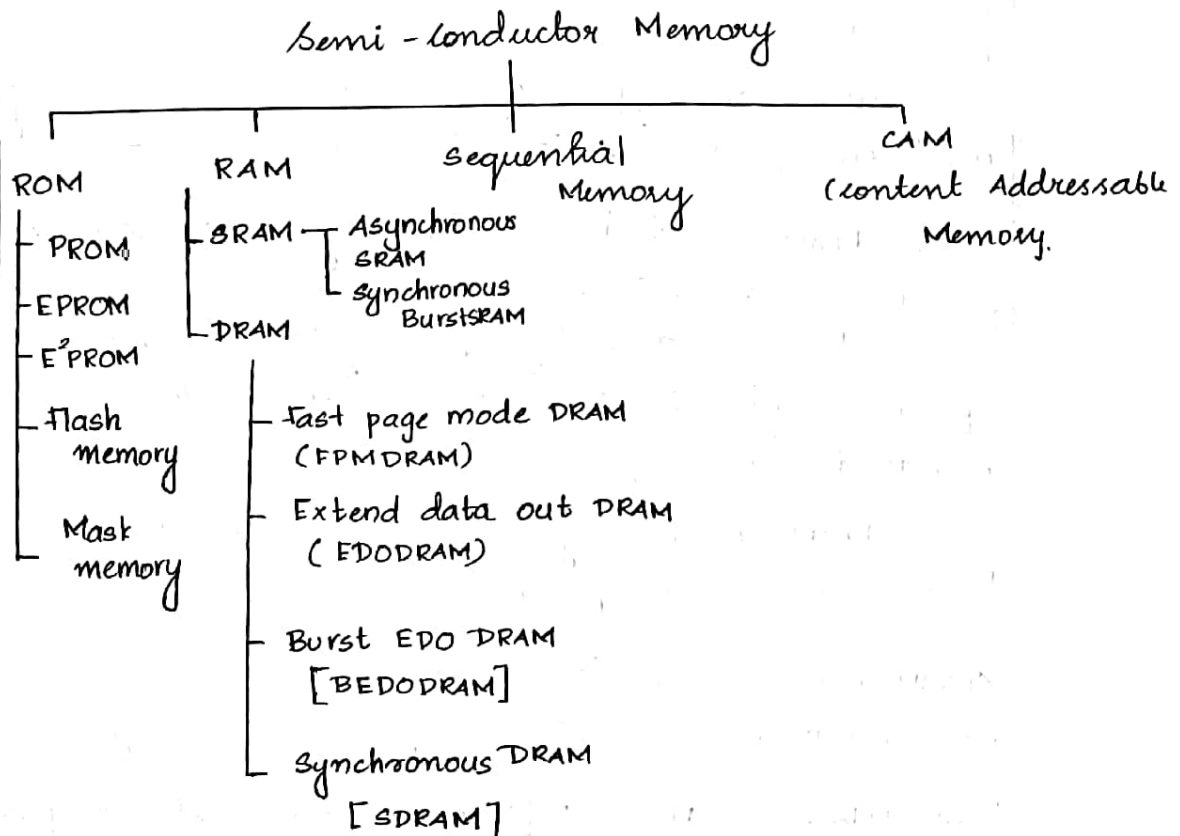 Semi-Conductor Memory
ROM
PROM
EPROM
E²PROM
Flash
memory
Mask
memory
RAM
SRAM
Asynchronous
SRAM
Synchronous
BurstSRAM
DRAM
Fast page mode DRAM
(FPMDRAM)
Extend data out DRAM
(EDODRAM)
Burst EDO DRAM
[BEDODRAM]
Synchronous DRAM
[SDRAM]
Sequential
Memory
CAM
(Content Addressable
Memory.